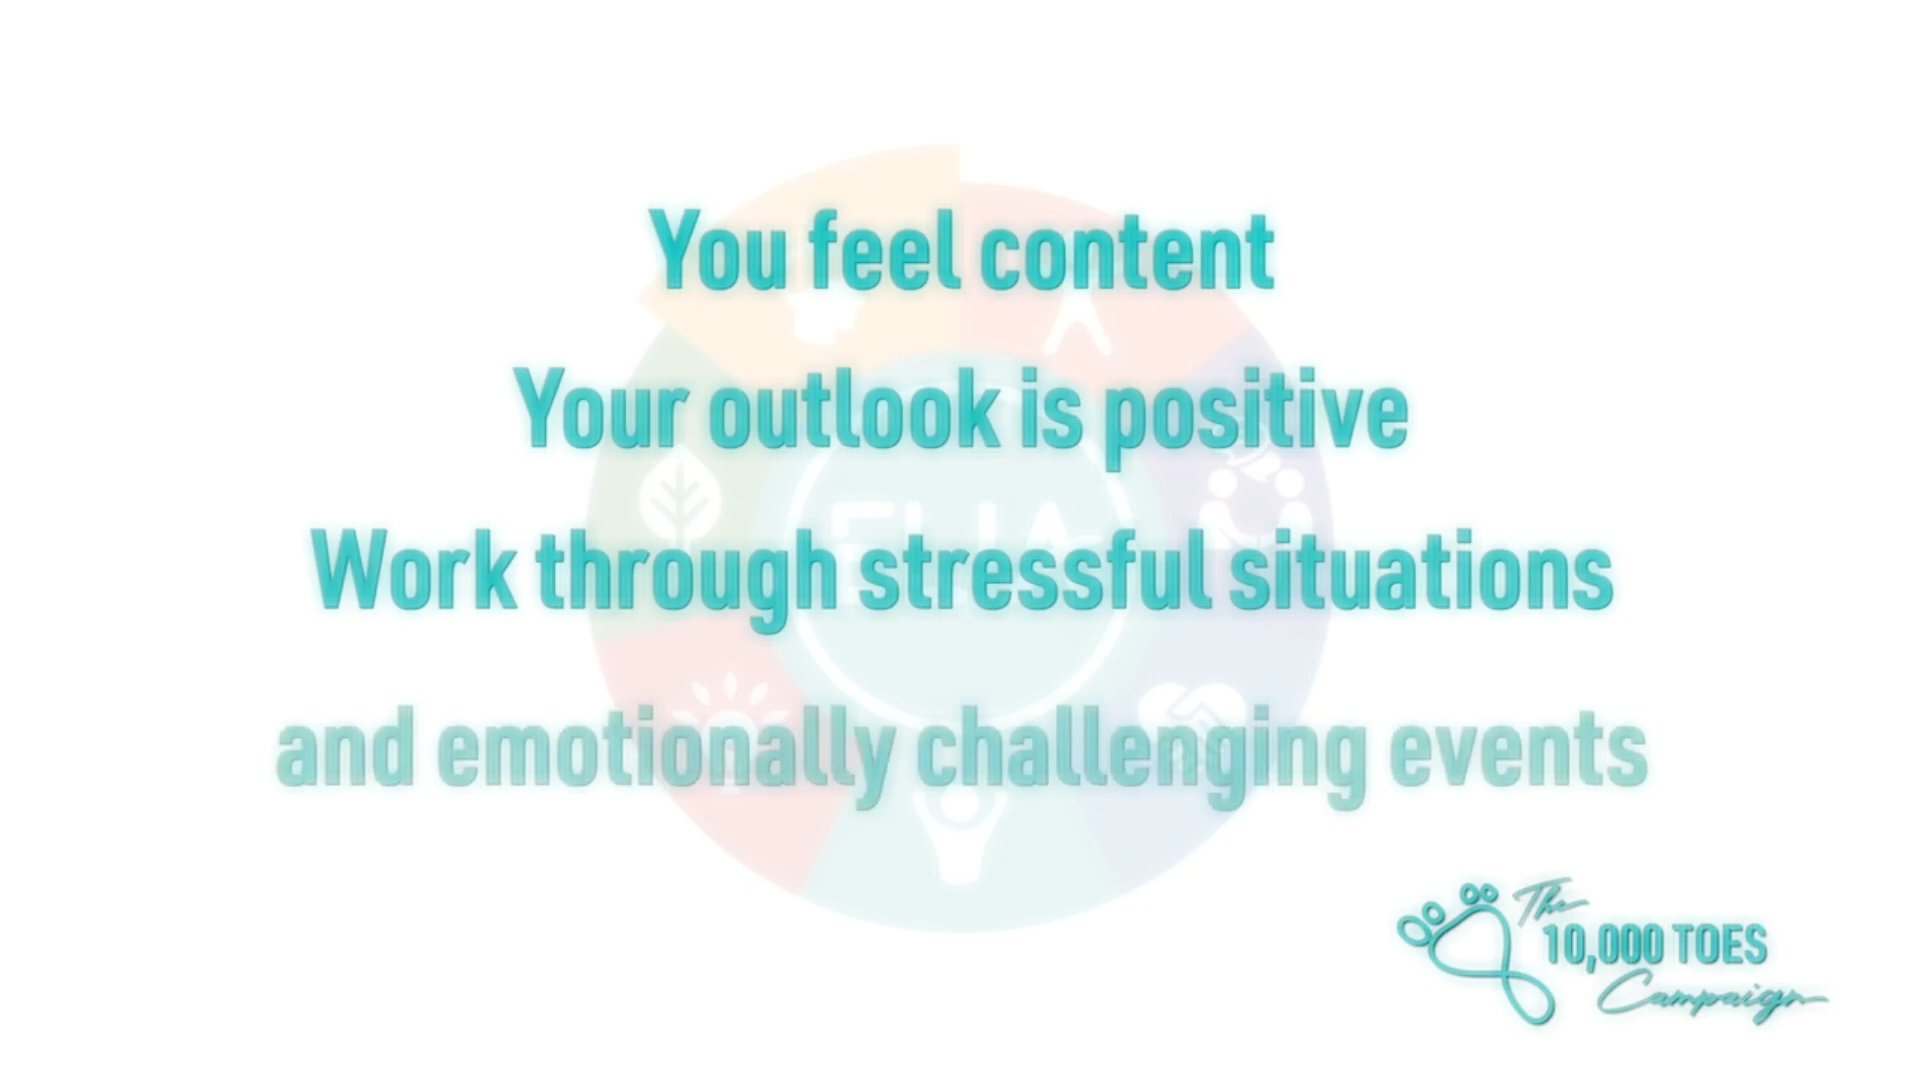 You feel content
Your outlook is positive
Work through stressful situations
and emotionally challenging events
The
10,000 TOES
Campaign